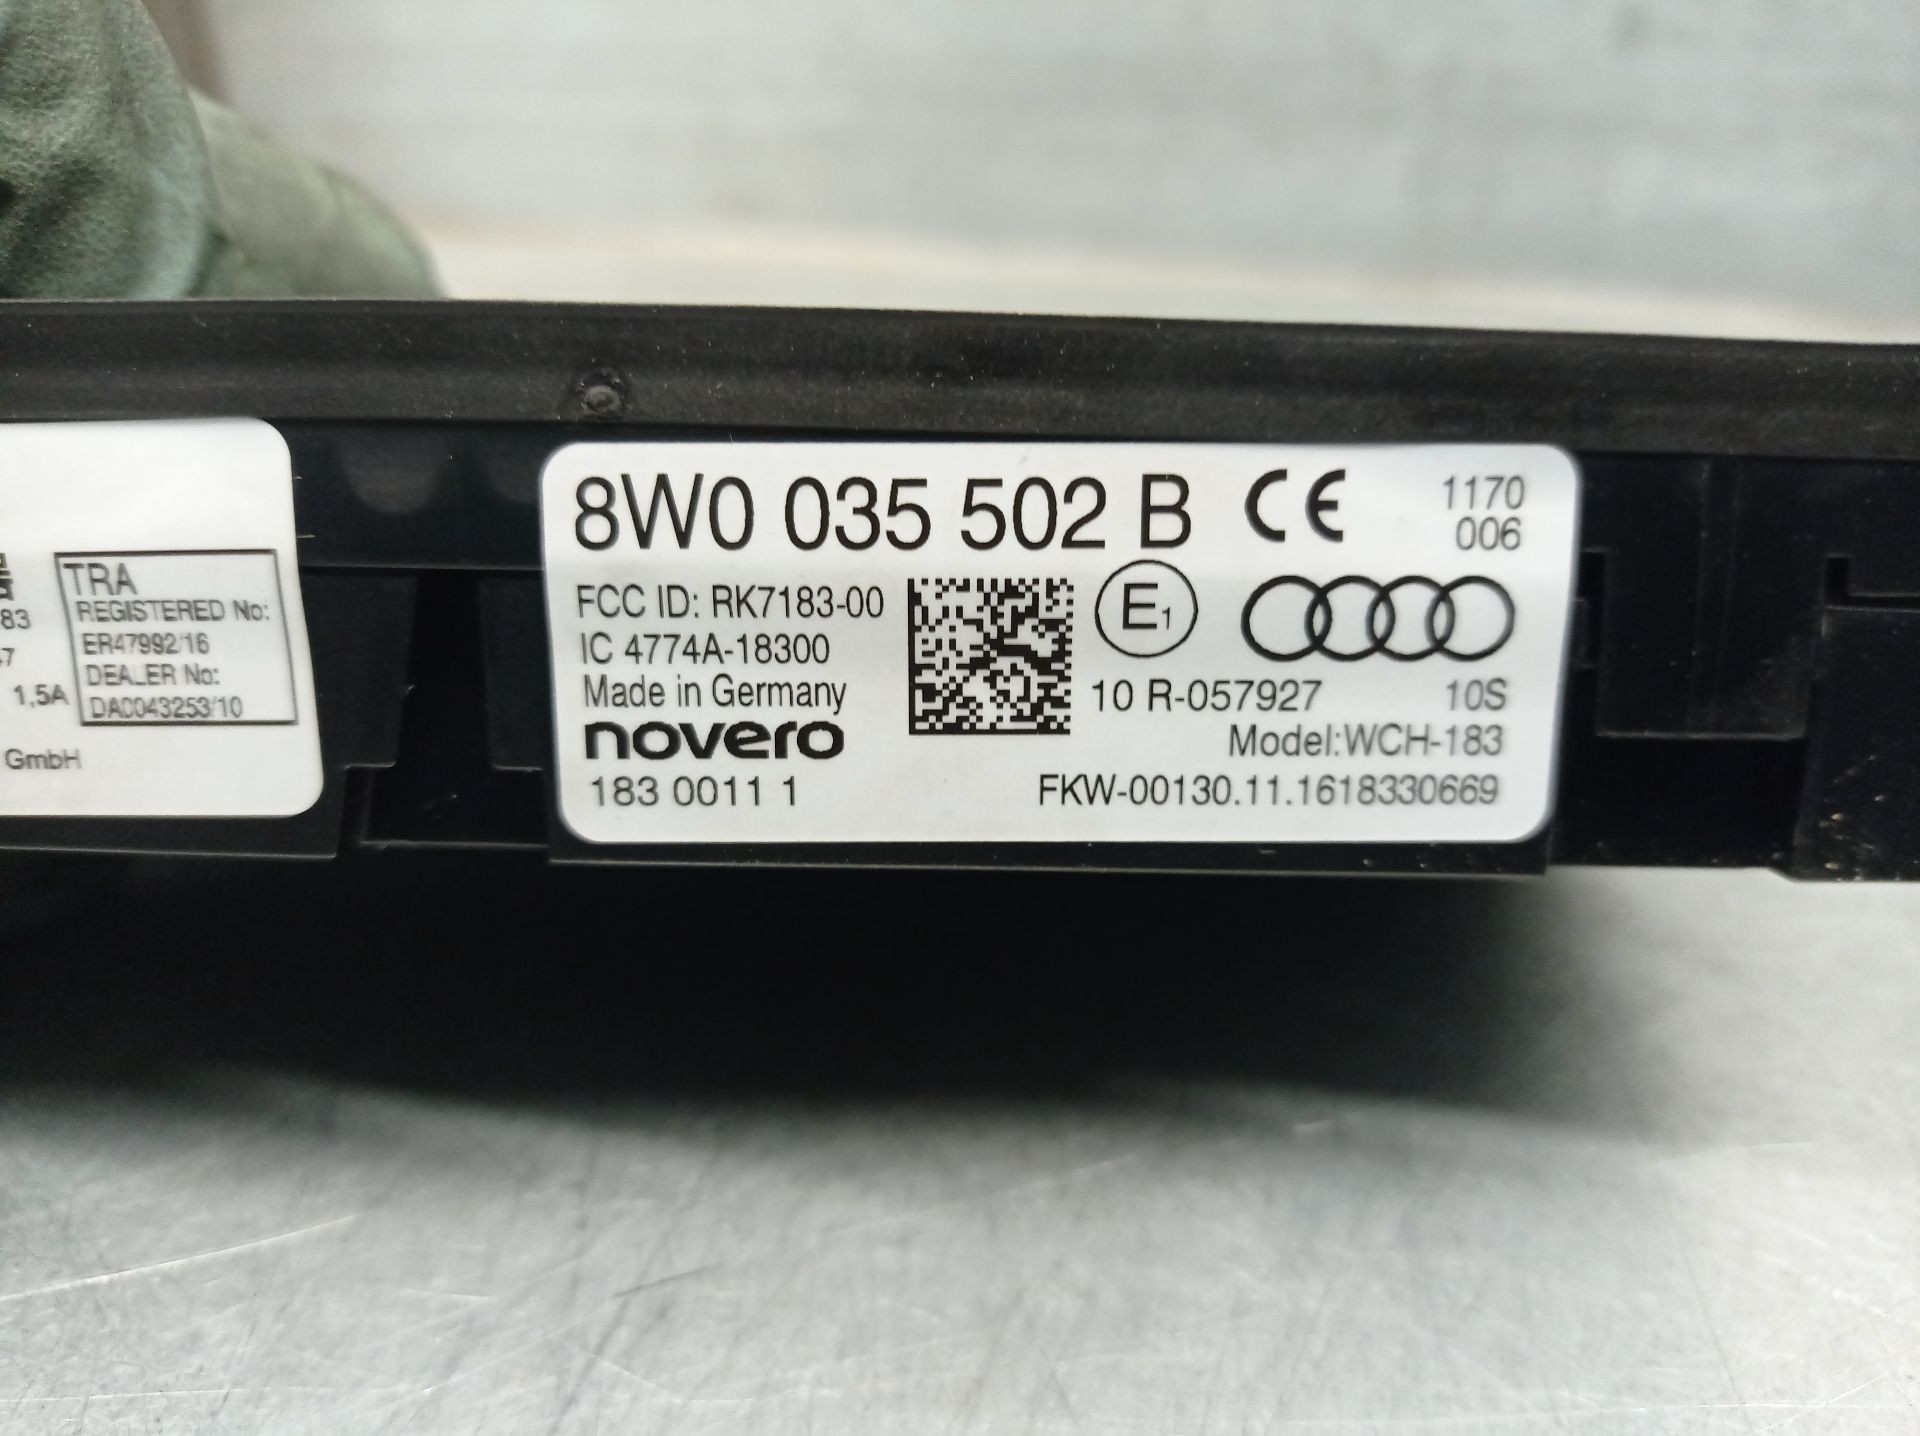 83
1,5A
GmbH
TRA
REGISTERED No:
ER47992/16
DEALER No:
DA0043253/10
8W0 035 502 B CE 1170
006
FCC ID: RK7183-00
IC 4774A-18300
Made in Germany
novero
183 0011 1
E1
10 R-057927 10S
Model:WCH-183
FKW-00130.11.1618330669